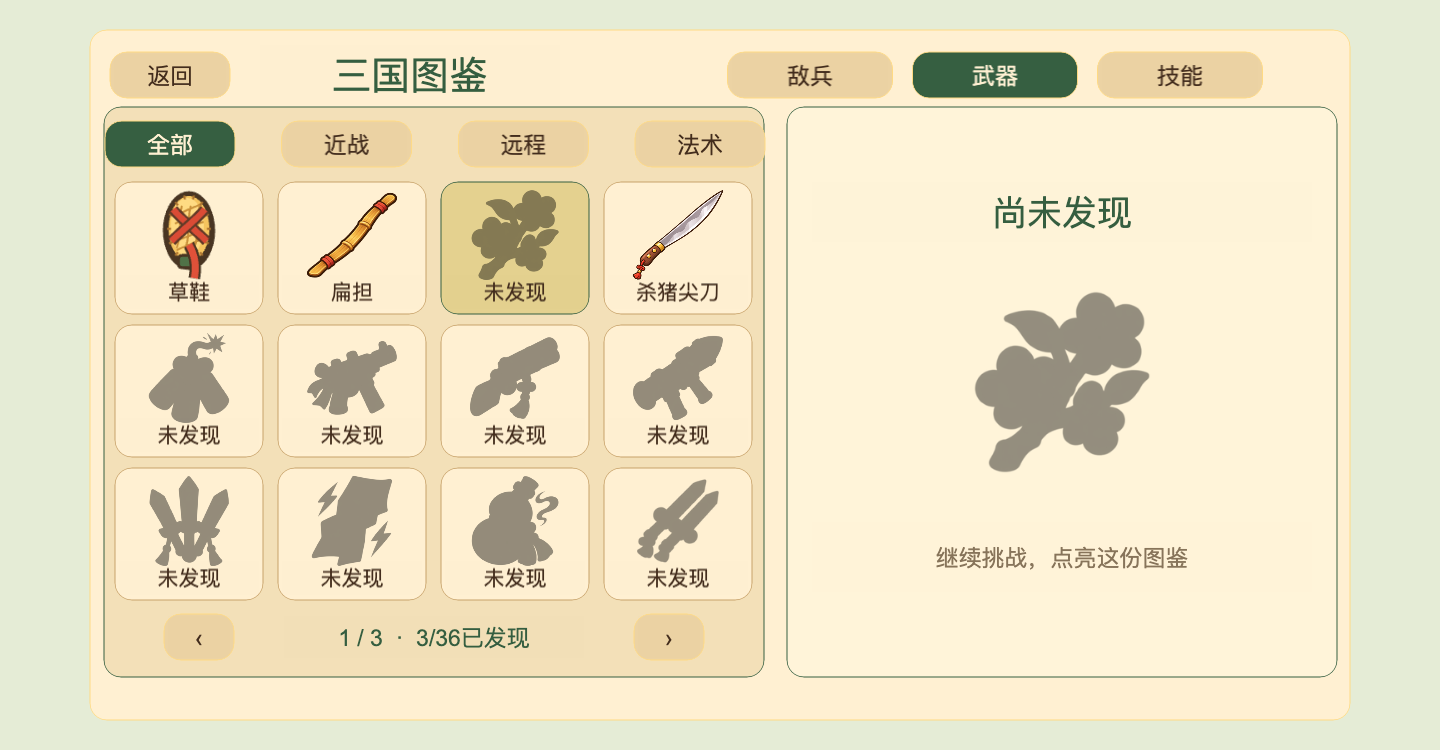 返回
三国图鉴
敌兵
武器
技能
全部
近战
远程
法术
草鞋
扁担
未发现
杀猪尖刀
未发现
未发现
未发现
未发现
未发现
未发现
未发现
未发现
‹
1 / 3 · 3/36已发现
›
尚未发现
继续挑战，点亮这份图鉴